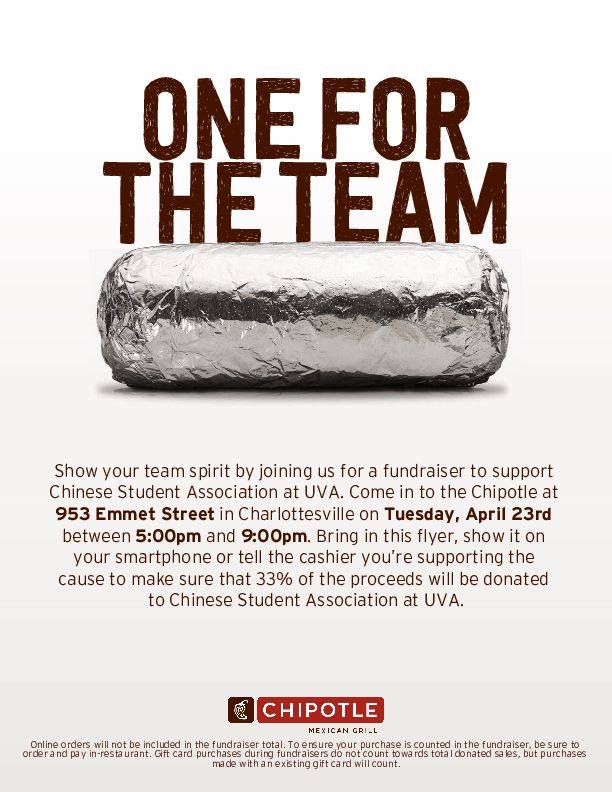 ONE FOR
THE TEAM
Show your team spirit by joining us for a fundraiser to support
Chinese Student Association at UVA. Come in to the Chipotle at
953 Emmet Street in Charlottesville on Tuesday, April 23rd
between 5:00pm and 9:00pm. Bring in this flyer, show it on
your smartphone or tell the cashier you're supporting the
cause to make sure that 33% of the proceeds will be donated
to Chinese Student Association at UVA.
CHIPOTLE
MEXICAN GRILL
Online orders will not be included in the fundraiser total. To ensure your purchase is counted in the fundraiser, be sure to
order and pay in-restaurant. Gift card purchases during fundraisers do not count towards total donated sales, but purchases
made with an existing gift card will count.